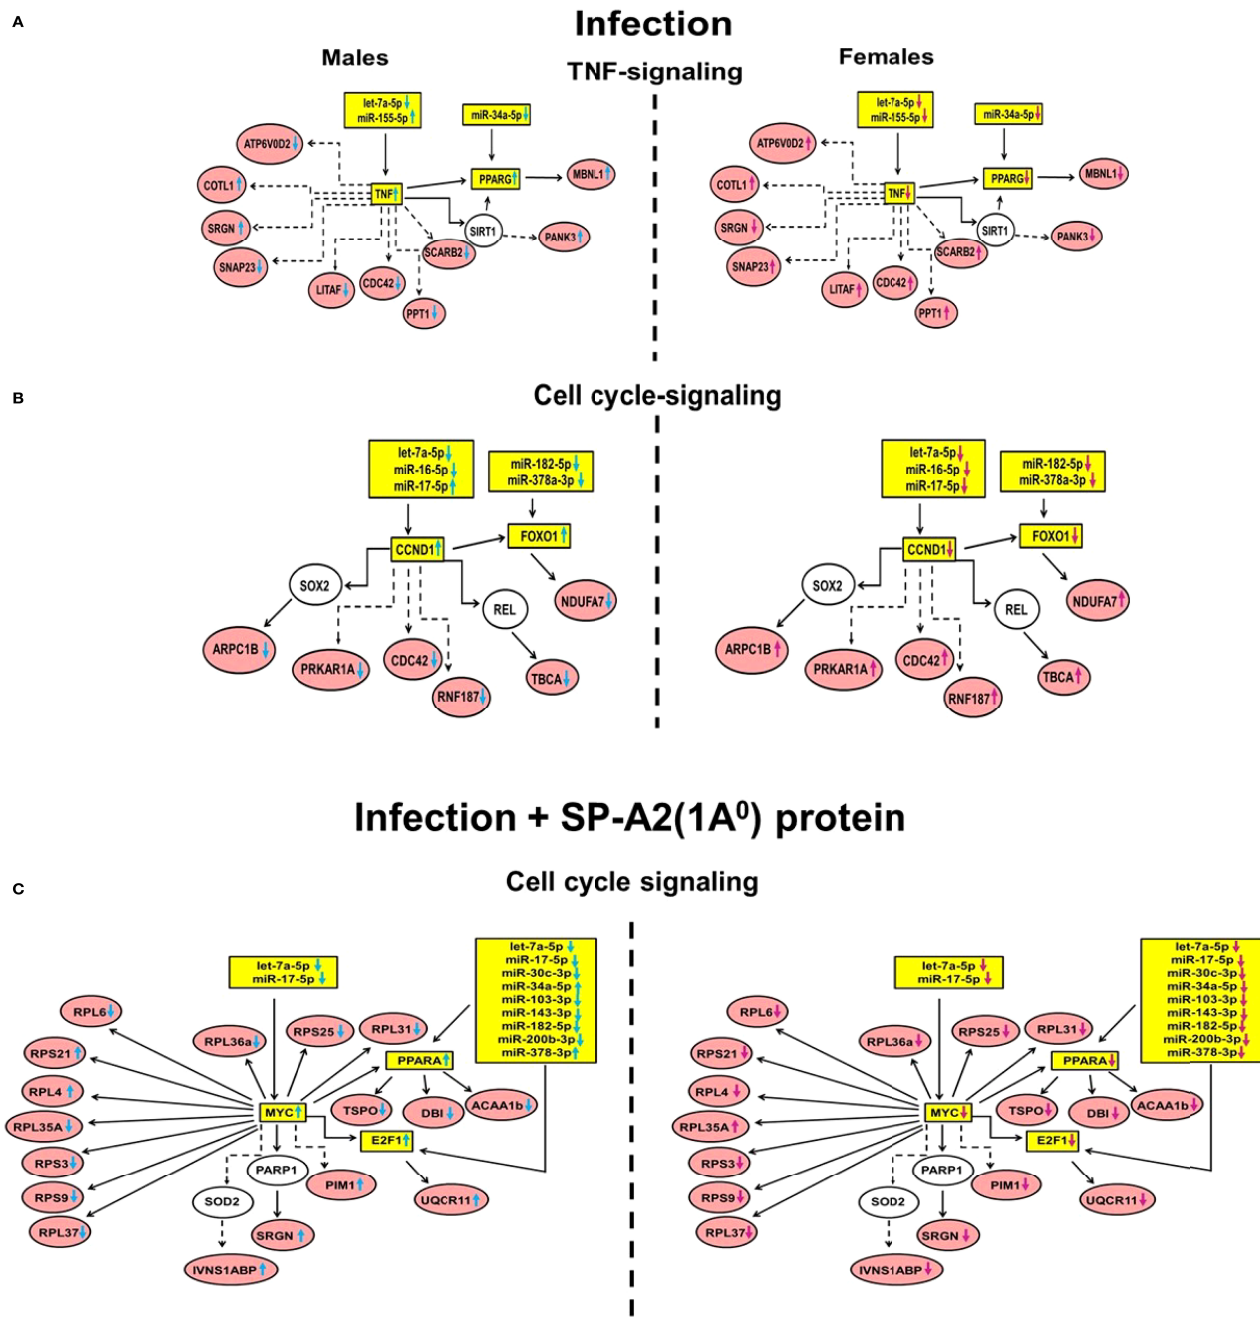 A
Infection
Males
TNF-signaling
Females
let-7a-5p↓
miR-155-5p↑
miR-34a-5p↓
ATP6V0D2↓
COTL1↑
TNF↑
PPARG↑
MBNL1↑
SRGN↑
SIRT1
PANK3↑
SNAP23↓
SCARB2↓
LITAF↓
CDC42↓
PPT1↓
let-7a-5p↓
miR-155-5p↓
miR-34a-5p↓
ATP6V0D2↑
COTL1↑
TNF↓
PPARG↓
MBNL1↓
SRGN↓
SIRT1
PANK3↓
SNAP23↑
SCARB2↑
LITAF↑
CDC42↑
PPT1↑
B
Cell cycle-signaling
let-7a-5p↓
miR-16-5p↓
miR-17-5p↑
miR-182-5p↓
miR-378a-3p↓
CCND1↑
FOXO1↑
SOX2
REL
NDUFA7↓
ARPC1B↓
PRKAR1A↓
CDC42↓
RNF187↓
TBCA↓
let-7a-5p↓
miR-16-5p↓
miR-17-5p↓
miR-182-5p↓
miR-378a-3p↓
CCND1↓
FOXO1↓
SOX2
REL
NDUFA7↑
ARPC1B↑
PRKAR1A↑
CDC42↑
RNF187↑
TBCA↑
Infection + SP-A2(1A⁰) protein
C
Cell cycle signaling
let-7a-5p↓
miR-17-5p↓
let-7a-5p↓
miR-17-5p↓
miR-30c-3p↓
miR-34a-5p↑
miR-103-3p↓
miR-143-3p↓
miR-182-5p↓
miR-200b-3p↓
miR-378-3p↑
RPL6↓
RPL36a↓
RPS25↓
RPL31↓
RPS21↑
PPARA↑
RPL4↑
MYC↑
TSPO↓
DBI↓
ACAA1b↓
RPL35A↓
E2F1↑
RPS3↓
PARP1
PIM1↑
RPS9↓
SOD2
UQCR11↑
RPL37↓
SRGN↑
IVNS1ABP↑
let-7a-5p↓
miR-17-5p↓
let-7a-5p↓
miR-17-5p↓
miR-30c-3p↓
miR-34a-5p↓
miR-103-3p↓
miR-143-3p↓
miR-182-5p↓
miR-200b-3p↓
miR-378-3p↓
RPL6↓
RPL36a↓
RPS25↓
RPL31↓
RPS21↓
PPARA↓
RPL4↓
MYC↓
TSPO↓
DBI↓
ACAA1b↓
RPL35A↑
E2F1↓
RPS3↓
PARP1
PIM1↓
RPS9↓
SOD2
UQCR11↓
RPL37↓
SRGN↓
IVNS1ABP↓